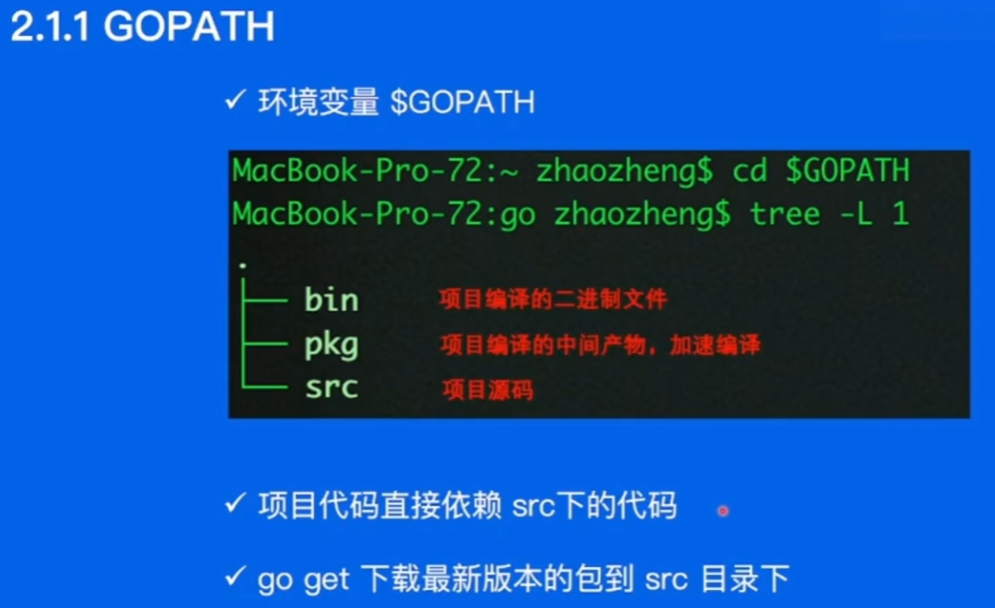 2.1.1 GOPATH
✓ 环境变量 $GOPATH
MacBook-Pro-72:~ zhaozheng$ cd $GOPATH
MacBook-Pro-72:go zhaozheng$ tree -L 1
.
├── bin 项目编译的二进制文件
├── pkg 项目编译的中间产物，加速编译
└── src 项目源码
✓ 项目代码直接依赖 src下的代码
✓ go get 下载最新版本的包到 src 目录下